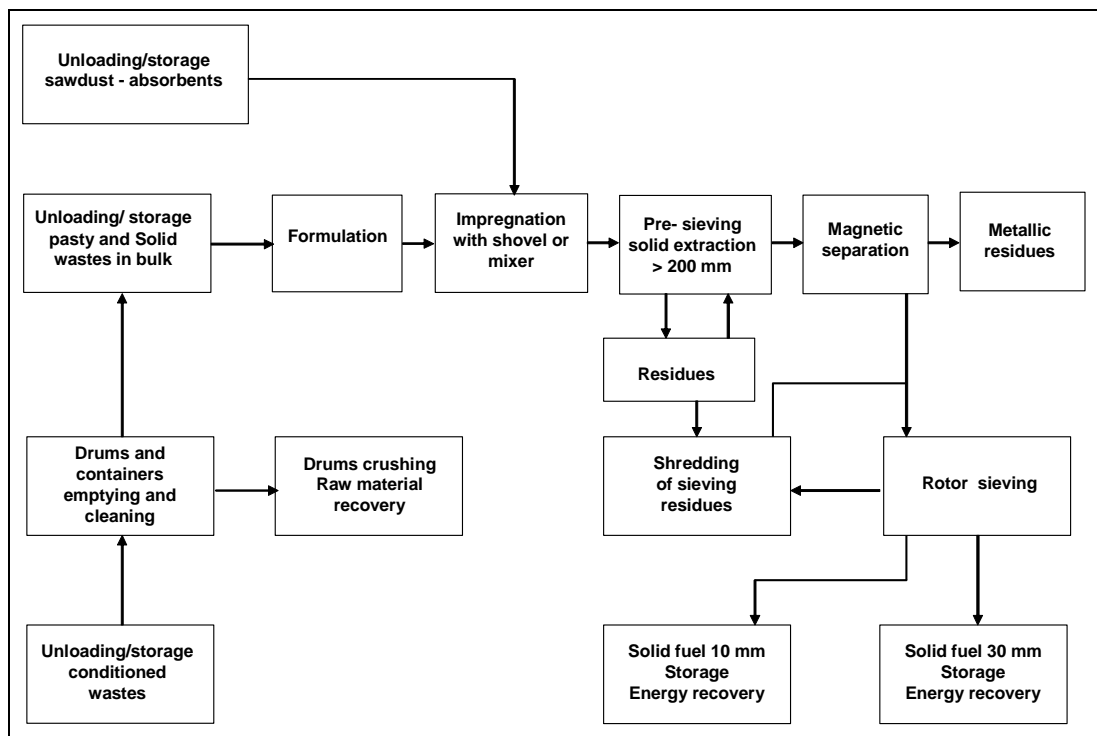 Unloading/storage
sawdust - absorbents
Unloading/ storage
pasty and Solid
wastes in bulk
Formulation
Impregnation
with shovel or
mixer
Pre- sieving
solid extraction
> 200 mm
Magnetic
separation
Metallic
residues
Residues
Drums and
containers
emptying and
cleaning
Drums crushing
Raw material
recovery
Shredding
of sieving
residues
Rotor sieving
Unloading/storage
conditioned
wastes
Solid fuel 10 mm
Storage
Energy recovery
Solid fuel 30 mm
Storage
Energy recovery